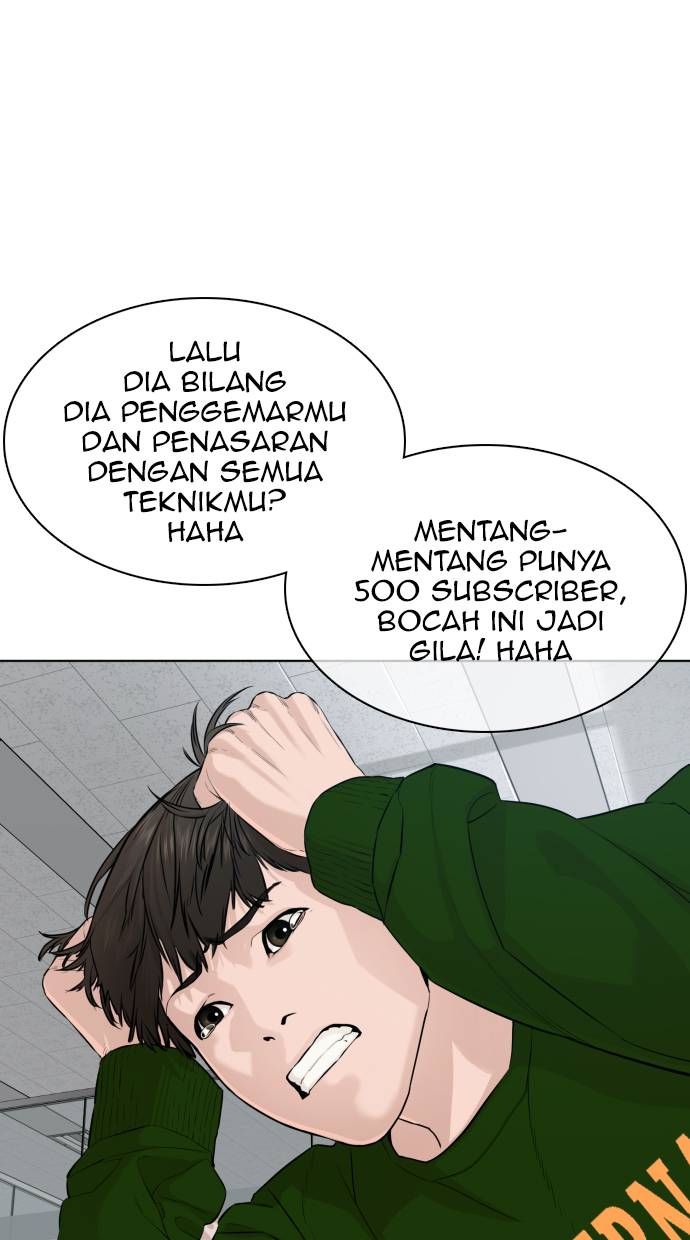 LALU
DIA BILANG
DIA PENGGEMARMU
DAN PENASARAN
DENGAN SEMUA
TEKNIKMU?
HAHA
MENTANG-
MENTANG PUNYA
500 SUBSCRIBER,
BOCAH INI JADI
GILA! HAHA